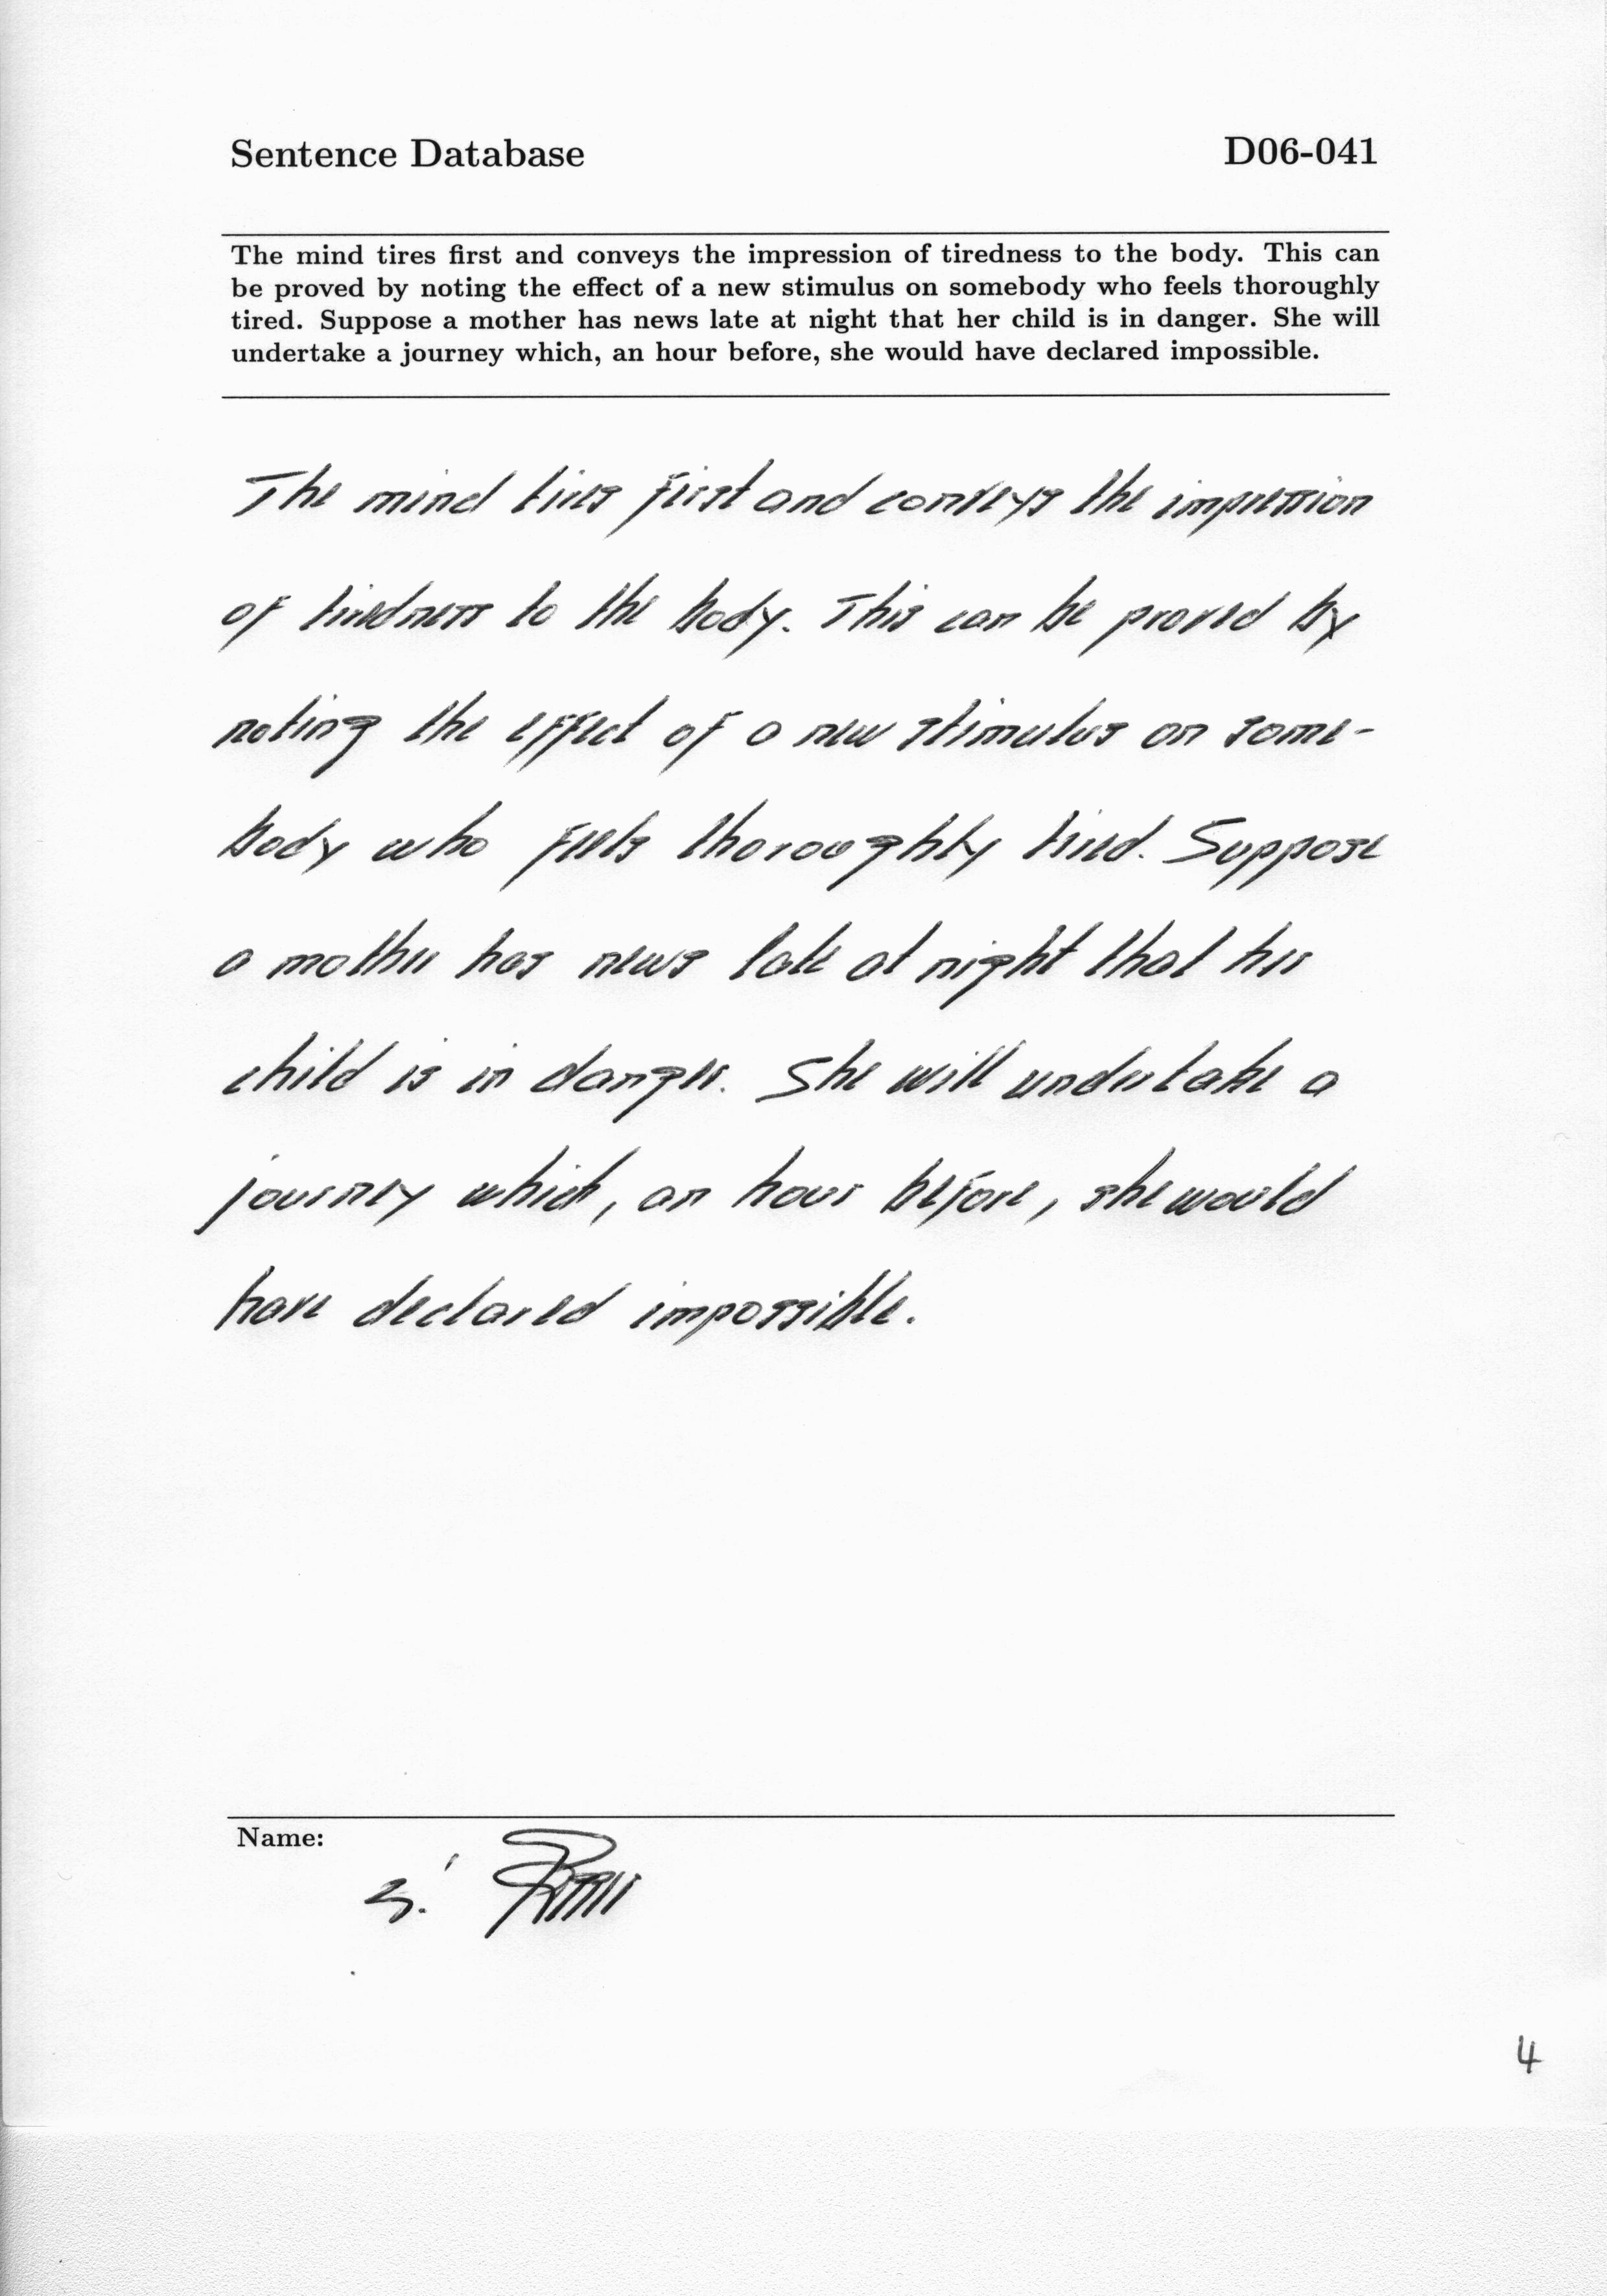 Sentence Database D06-041
The mind tires first and conveys the impression of tiredness to the body. This can
be proved by noting the effect of a new stimulus on somebody who feels thoroughly
tired. Suppose a mother has news late at night that her child is in danger. She will
undertake a journey which, an hour before, she would have declared impossible.
The mind tires first and conveys the impression
of tiredness to the body. This can be proved by
noting the effect of a new stimulus on some-
body who feels thoroughly tired. Suppose
a mother has news late at night that her
child is in danger. She will undertake a
journey which, an hour before, she would
have declared impossible.
Name:
4